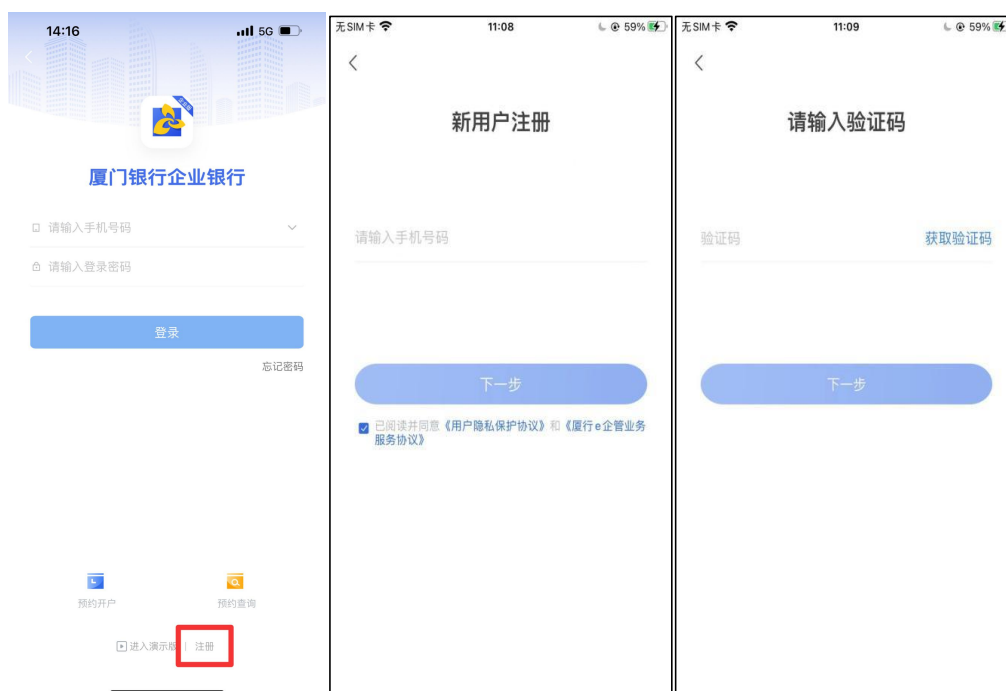 14:16
5G
厦门银行企业银行
请输入手机号码
请输入登录密码
登录
忘记密码
预约开户
预约查询
进入演示版
注册
无SIM卡
11:08
59%
新用户注册
请输入手机号码
下一步
已阅读并同意《用户隐私保护协议》和《厦行e企管业务
服务协议》
无SIM卡
11:09
59%
请输入验证码
验证码
获取验证码
下一步